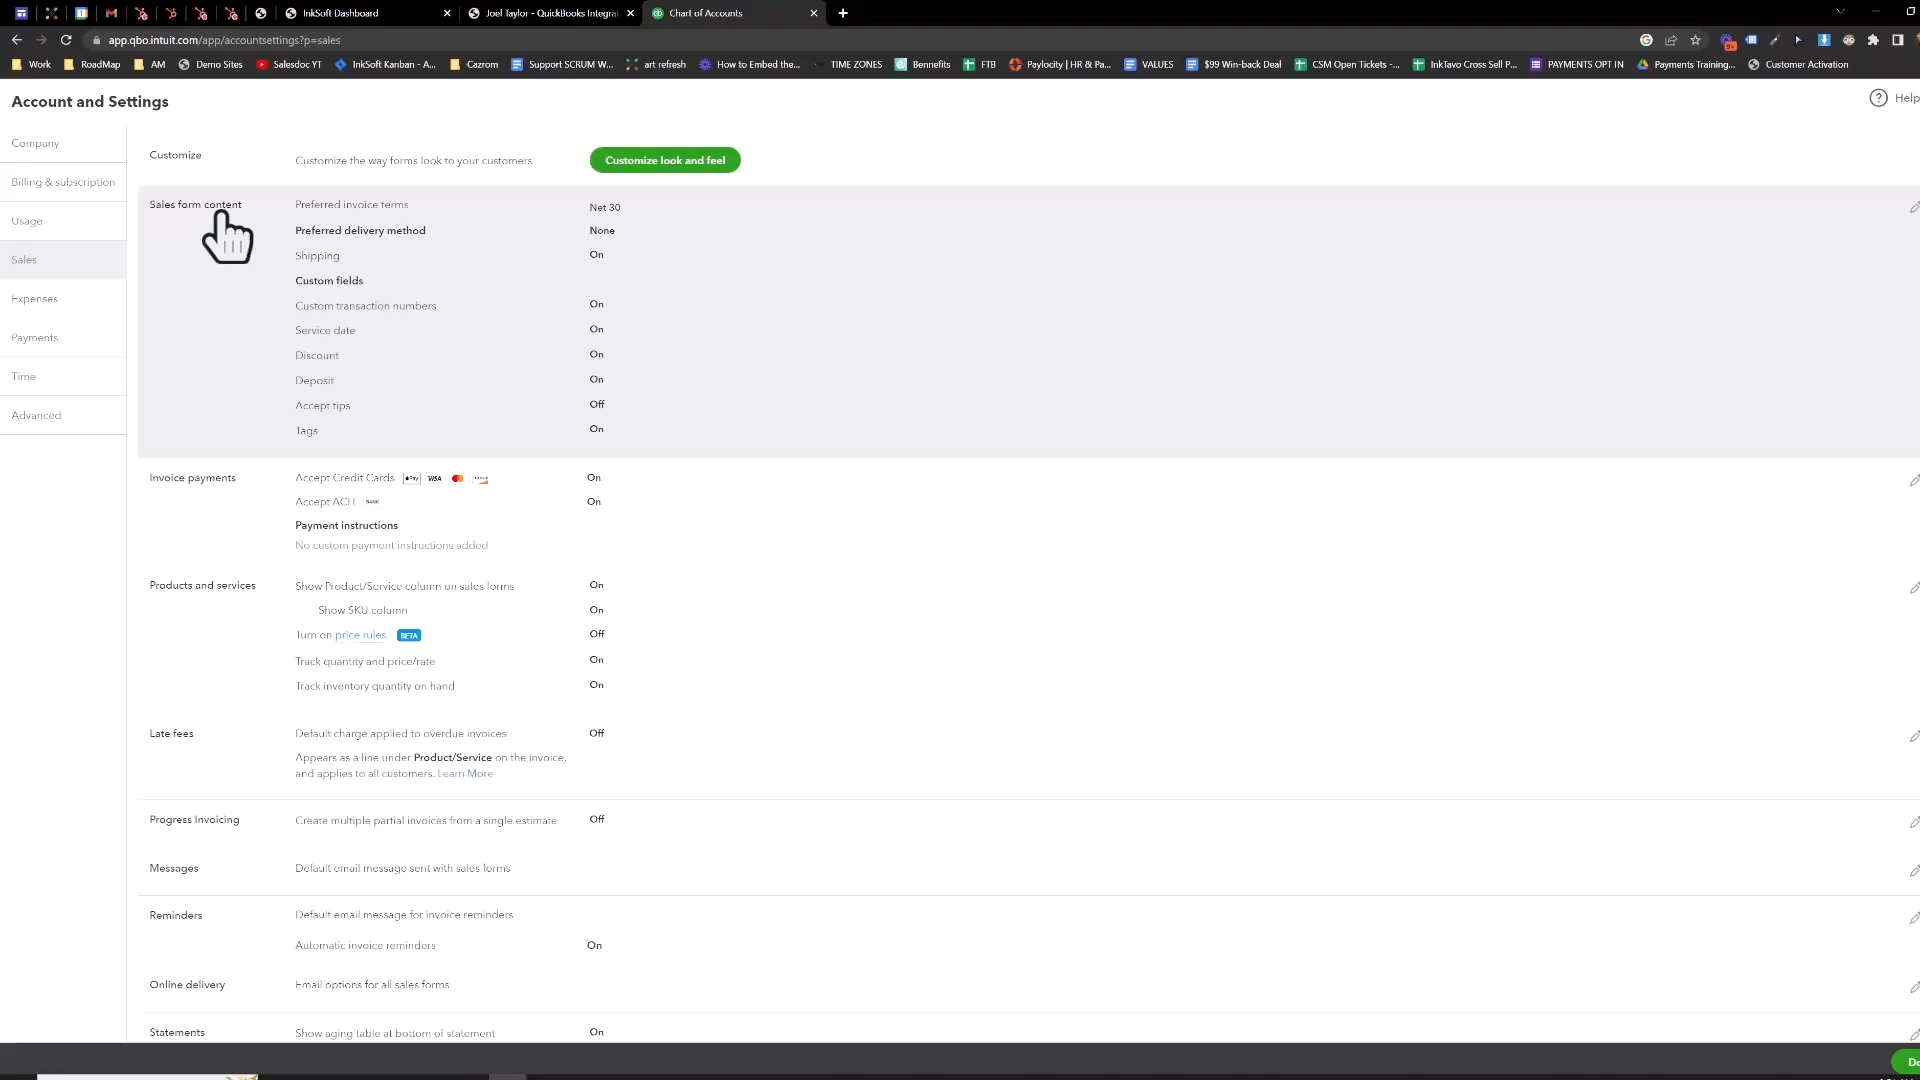 InkSoft Dashboard
Joel Taylor - QuickBooks Integrat
Chart of Accounts
app.qbo.intuit.com/app/accountsettings?p=sales
9+
Work
RoadMap
AM
Demo Sites
Salesdoc YT
InkSoft Kanban - A...
Cazrom
Support SCRUM W...
art refresh
How to Embed the...
TIME ZONES
Bennefits
FTB
Paylocity | HR & Pa...
VALUES
$99 Win-back Deal
CSM Open Tickets -...
InkTavo Cross Sell P...
PAYMENTS OPT IN
Payments Training...
Customer Activation
Account and Settings
? Help
Company
Billing & subscription
Usage
Sales
Expenses
Payments
Time
Advanced
Customize
Customize the way forms look to your customers
Customize look and feel
Sales form content
Preferred invoice terms Net 30
Preferred delivery method None
Shipping On
Custom fields
Custom transaction numbers On
Service date On
Discount On
Deposit On
Accept tips Off
Tags On
Invoice payments
Accept Credit Cards Pay VISA On
Accept ACH BANK On
Payment instructions
No custom payment instructions added
Products and services
Show Product/Service column on sales forms On
Show SKU column On
Turn on price rules BETA Off
Track quantity and price/rate On
Track inventory quantity on hand On
Late fees
Default charge applied to overdue invoices Off
Appears as a line under Product/Service on the invoice,
and applies to all customers. Learn More
Progress Invoicing
Create multiple partial invoices from a single estimate Off
Messages
Default email message sent with sales forms
Reminders
Default email message for invoice reminders
Automatic invoice reminders On
Online delivery
Email options for all sales forms
Statements
Show aging table at bottom of statement On